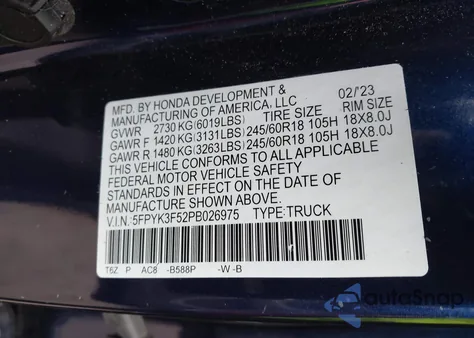 MFD. BY HONDA DEVELOPMENT & 02/'23
MANUFACTURING OF AMERICA, LLC
GVWR 2730 KG(6019LBS) TIRE SIZE RIM SIZE
GAWR F 1420 KG(3131LBS) 245/60R18 105H 18X8.0J
GAWR R 1480 KG(3263LBS) 245/60R18 105H 18X8.0J
THIS VEHICLE CONFORMS TO ALL APPLICABLE
FEDERAL MOTOR VEHICLE SAFETY
STANDARDS IN EFFECT ON THE DATE OF
MANUFACTURE SHOWN ABOVE.
V.I.N. 5FPYK3F52PB026975 TYPE:TRUCK
T6Z P AC8 -B588P -W -B
autoSnap